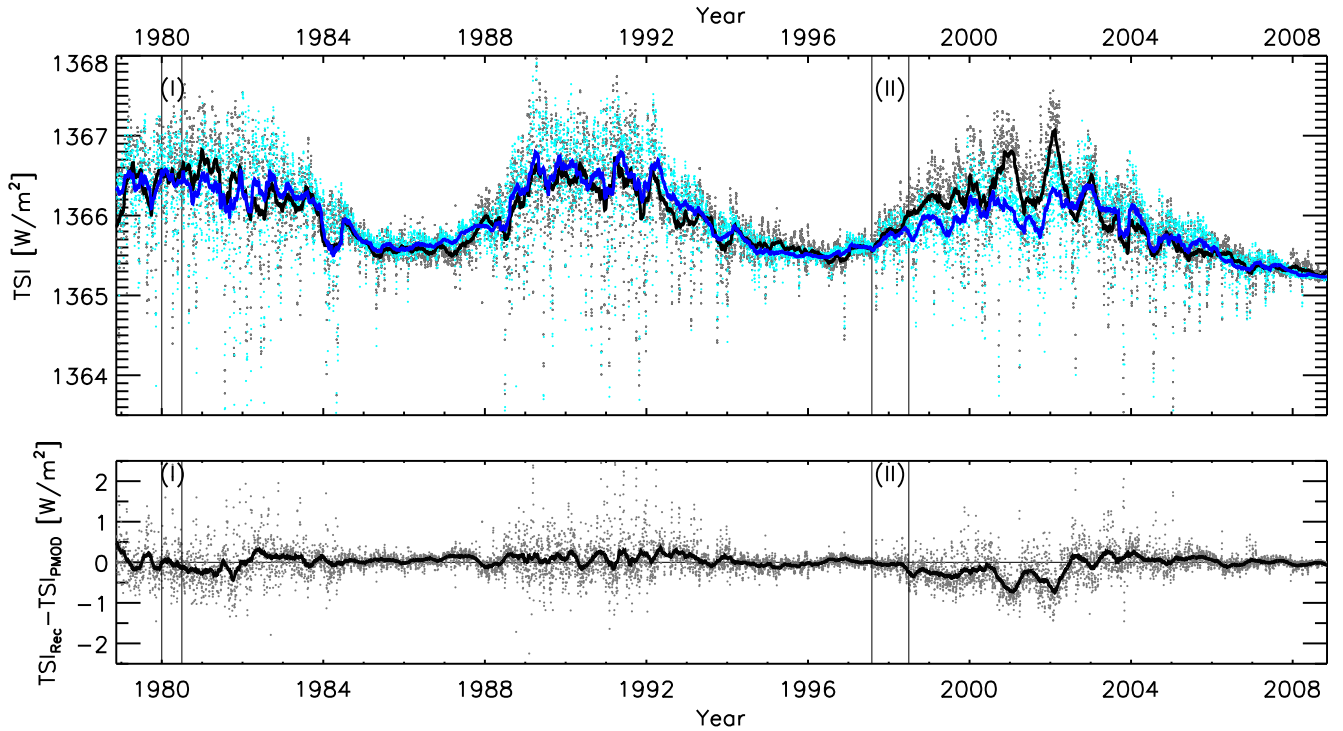 Year
1980 1984 1988 1992 1996 2000 2004 2008
(I) (II)
1368
1367
1366
1365
1364
TSI [W/m²]
(I) (II)
2
1
0
−1
−2
TSI_Rec−TSI_PMOD [W/m²]
1980 1984 1988 1992 1996 2000 2004 2008
Year